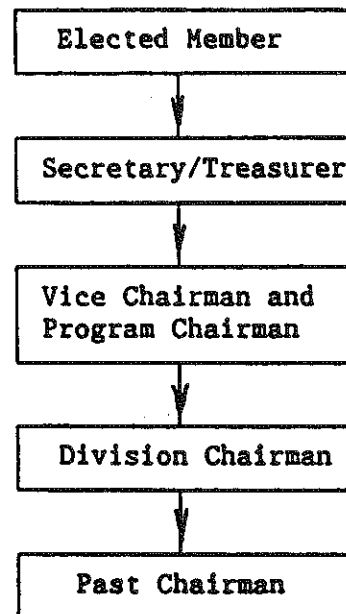 Elected Member
Secretary/Treasurer
Vice Chairman and
Program Chairman
Division Chairman
Past Chairman